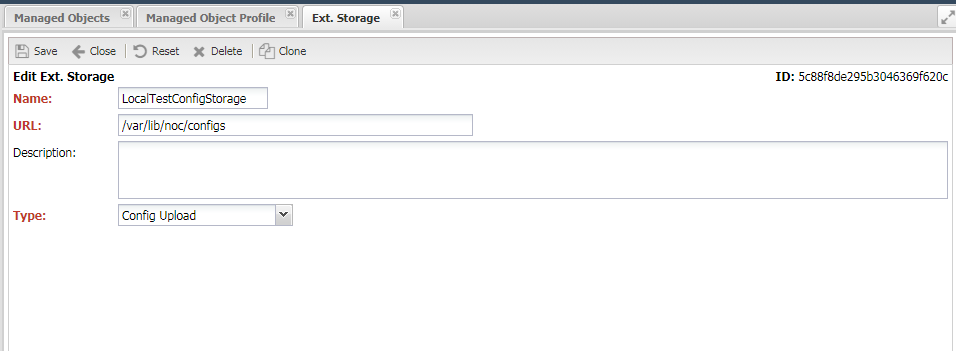 Managed Objects Managed Object Profile Ext. Storage
Save Close Reset Delete Clone
Edit Ext. Storage ID: 5c88f8de295b3046369f620c
Name: LocalTestConfigStorage
URL: /var/lib/noc/configs
Description:
Type: Config Upload